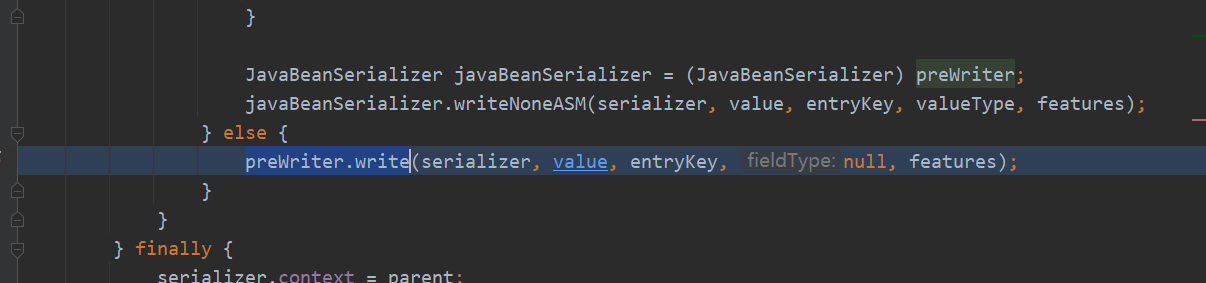 }
JavaBeanSerializer javaBeanSerializer = (JavaBeanSerializer) preWriter;
javaBeanSerializer.writeNoneASM(serializer, value, entryKey, valueType, features);
} else {
preWriter.write(serializer, value, entryKey, fieldType: null, features);
}
}
} finally {
serializer.context = parent;